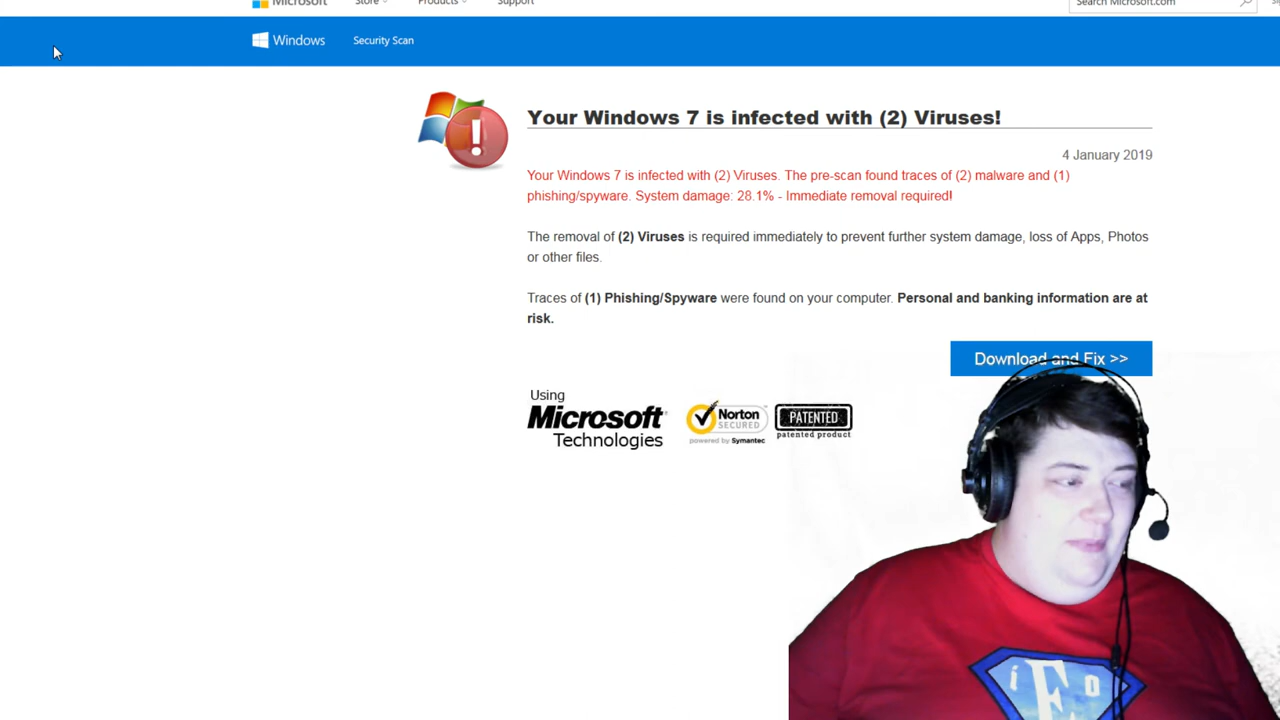 Microsoft Store Products Support Search Microsoft.com
Windows Security Scan
Your Windows 7 is infected with (2) Viruses!
4 January 2019
Your Windows 7 is infected with (2) Viruses. The pre-scan found traces of (2) malware and (1)
phishing/spyware. System damage: 28.1% - Immediate removal required!
The removal of (2) Viruses is required immediately to prevent further system damage, loss of Apps, Photos
or other files.
Traces of (1) Phishing/Spyware were found on your computer. Personal and banking information are at
risk.
Download and Fix >>
Using
Microsoft
Technologies
Norton
SECURED
powered by Symantec
PATENTED
patented product